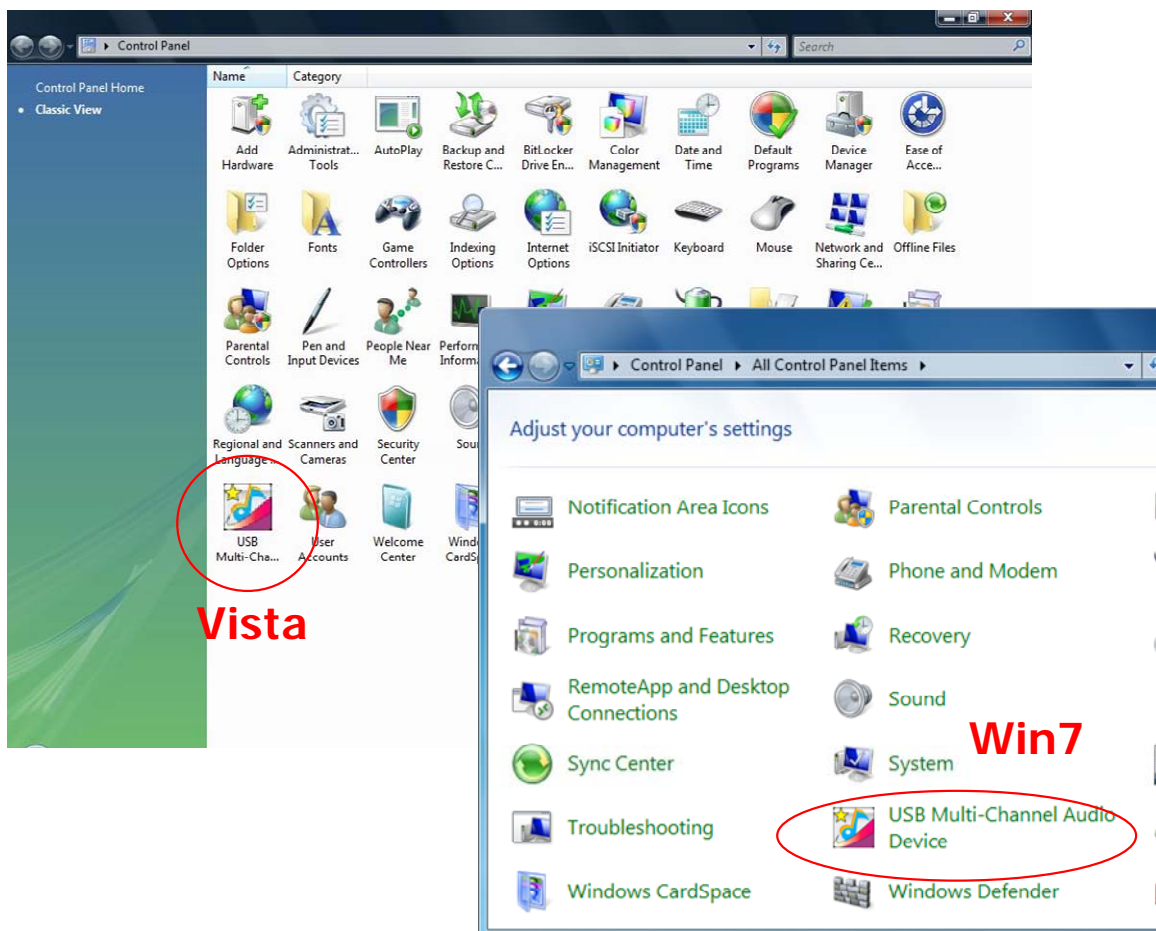 Control Panel
Search
Control Panel Home
Classic View
Name Category
Add Hardware
Administrat... Tools
AutoPlay
Backup and Restore C...
BitLocker Drive En...
Color Management
Date and Time
Default Programs
Device Manager
Ease of Acce...
Folder Options
Fonts
Game Controllers
Indexing Options
Internet Options
iSCSI Initiator
Keyboard
Mouse
Network and Sharing Ce...
Offline Files
Parental Controls
Pen and Input Devices
People Near Me
Perform
Informa
Regional and Language ...
Scanners and Cameras
Security Center
Sou
USB Multi-Cha...
User Accounts
Welcome Center
Windo
CardSp
Vista
Control Panel All Control Panel Items
Adjust your computer's settings
Notification Area Icons
Parental Controls
Personalization
Phone and Modem
Programs and Features
Recovery
RemoteApp and Desktop
Connections
Sound
Win7
Sync Center
System
Troubleshooting
USB Multi-Channel Audio
Device
Windows CardSpace
Windows Defender